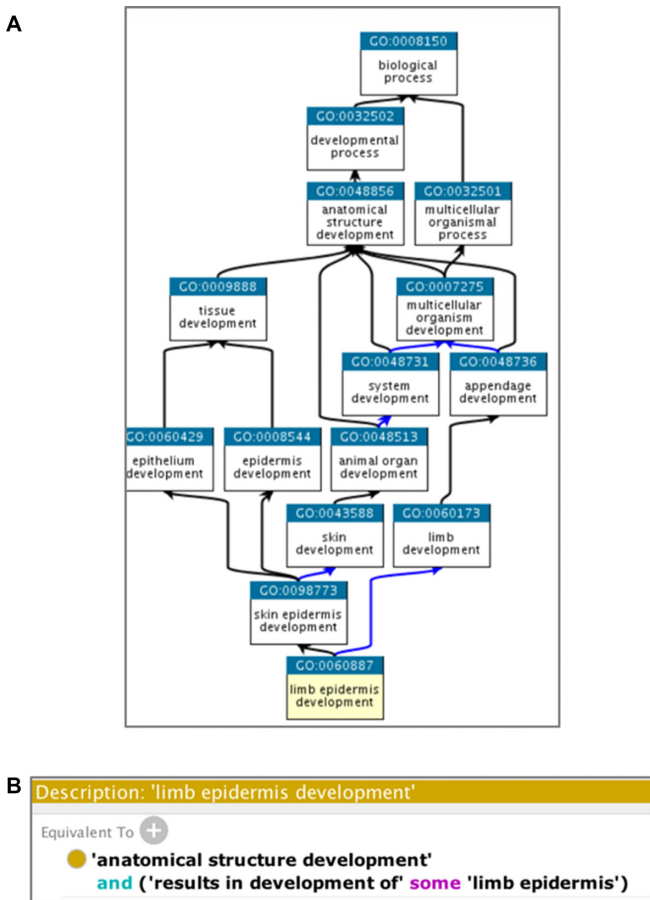 A
GO:0008150
biological
process
GO:0032502
developmental
process
GO:0048856
anatomical
structure
development
GO:0032501
multicellular
organismal
process
GO:0009888
tissue
development
GO:0007275
multicellular
organism
development
GO:0048731
system
development
GO:0048736
appendage
development
GO:0060429
epithelium
development
GO:0008544
epidermis
development
GO:0048513
animal organ
development
GO:0043588
skin
development
GO:0060173
limb
development
GO:0098773
skin epidermis
development
GO:0060887
limb epidermis
development
B
Description: 'limb epidermis development'
Equivalent To +
'anatomical structure development'
and ('results in development of' some 'limb epidermis')